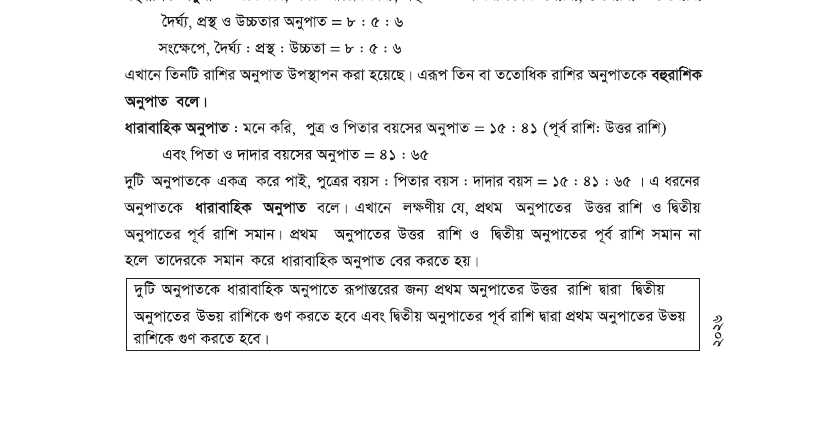 দৈর্ঘ্য, প্রস্থ ও উচ্চতার অনুপাত = ৮ : ৫ : ৬
সংক্ষেপে, দৈর্ঘ্য : প্রস্থ : উচ্চতা = ৮ : ৫ : ৬
এখানে তিনটি রাশির অনুপাত উপস্থাপন করা হয়েছে। এরূপ তিন বা ততোধিক রাশির অনুপাতকে বহুরাশিক
অনুপাত বলে।
ধারাবাহিক অনুপাত : মনে করি, পুত্র ও পিতার বয়সের অনুপাত = ১৫ : ৪১ (পূর্ব রাশি: উত্তর রাশি)
এবং পিতা ও দাদার বয়সের অনুপাত = ৪১ : ৬৫
দুটি অনুপাতকে একত্র করে পাই, পুত্রের বয়স : পিতার বয়স : দাদার বয়স = ১৫ : ৪১ : ৬৫ । এ ধরনের
অনুপাতকে ধারাবাহিক অনুপাত বলে। এখানে লক্ষণীয় যে, প্রথম অনুপাতের উত্তর রাশি ও দ্বিতীয়
অনুপাতের পূর্ব রাশি সমান। প্রথম অনুপাতের উত্তর রাশি ও দ্বিতীয় অনুপাতের পূর্ব রাশি সমান না
হলে তাদেরকে সমান করে ধারাবাহিক অনুপাত বের করতে হয়।
দুটি অনুপাতকে ধারাবাহিক অনুপাতে রূপান্তরের জন্য প্রথম অনুপাতের উত্তর রাশি দ্বারা দ্বিতীয়
অনুপাতের উভয় রাশিকে গুণ করতে হবে এবং দ্বিতীয় অনুপাতের পূর্ব রাশি দ্বারা প্রথম অনুপাতের উভয়
রাশিকে গুণ করতে হবে।
২০২৬